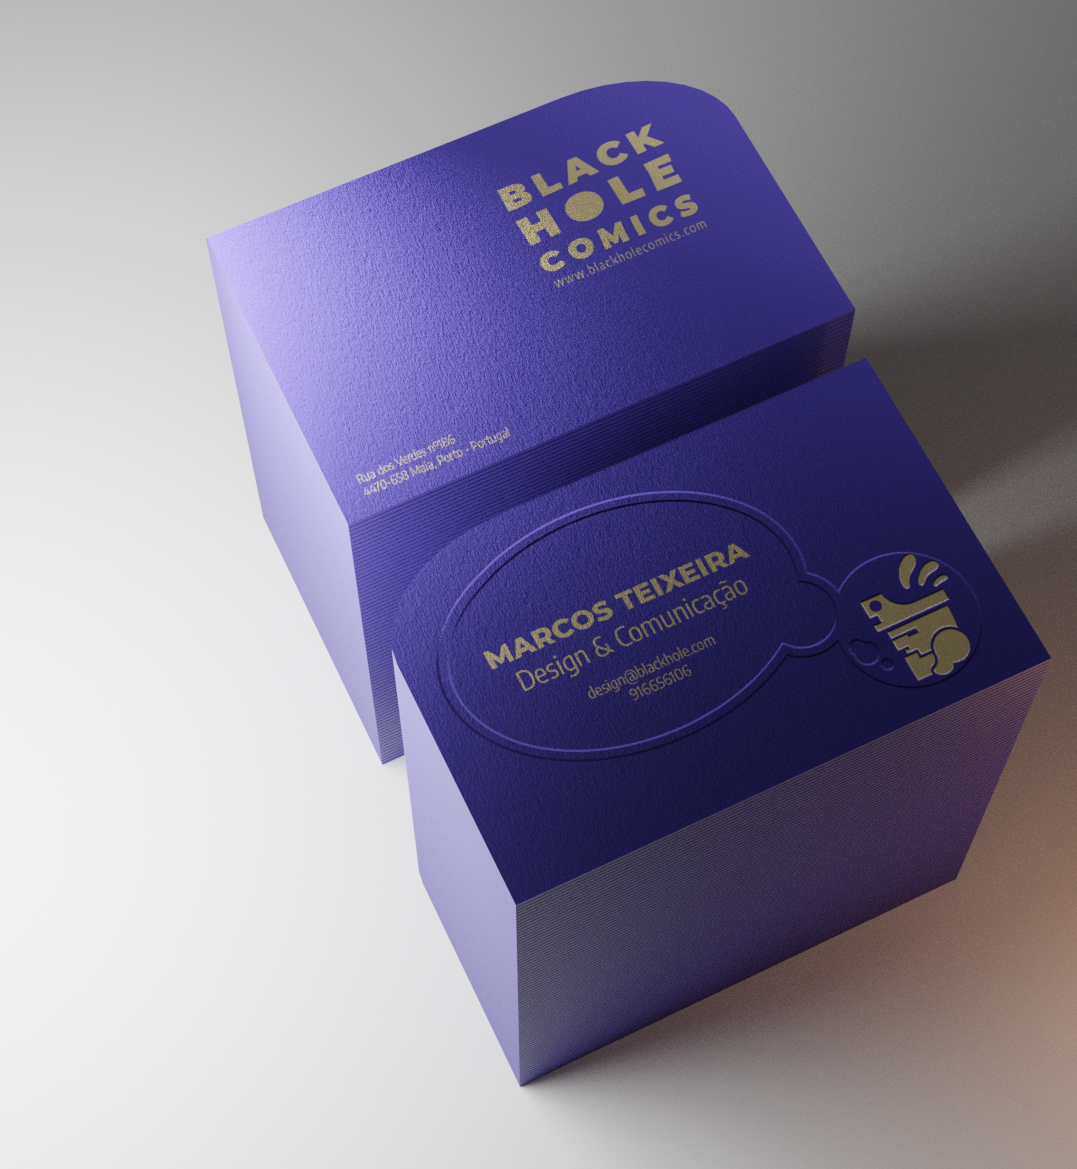 BLACK
HOLE
COMICS
www.blackholecomics.com
Rua dos Verdes nº186
4470-658 Maia, Porto - Portugal
MARCOS TEIXEIRA
Design & Comunicação
design@blackhole.com
916656106